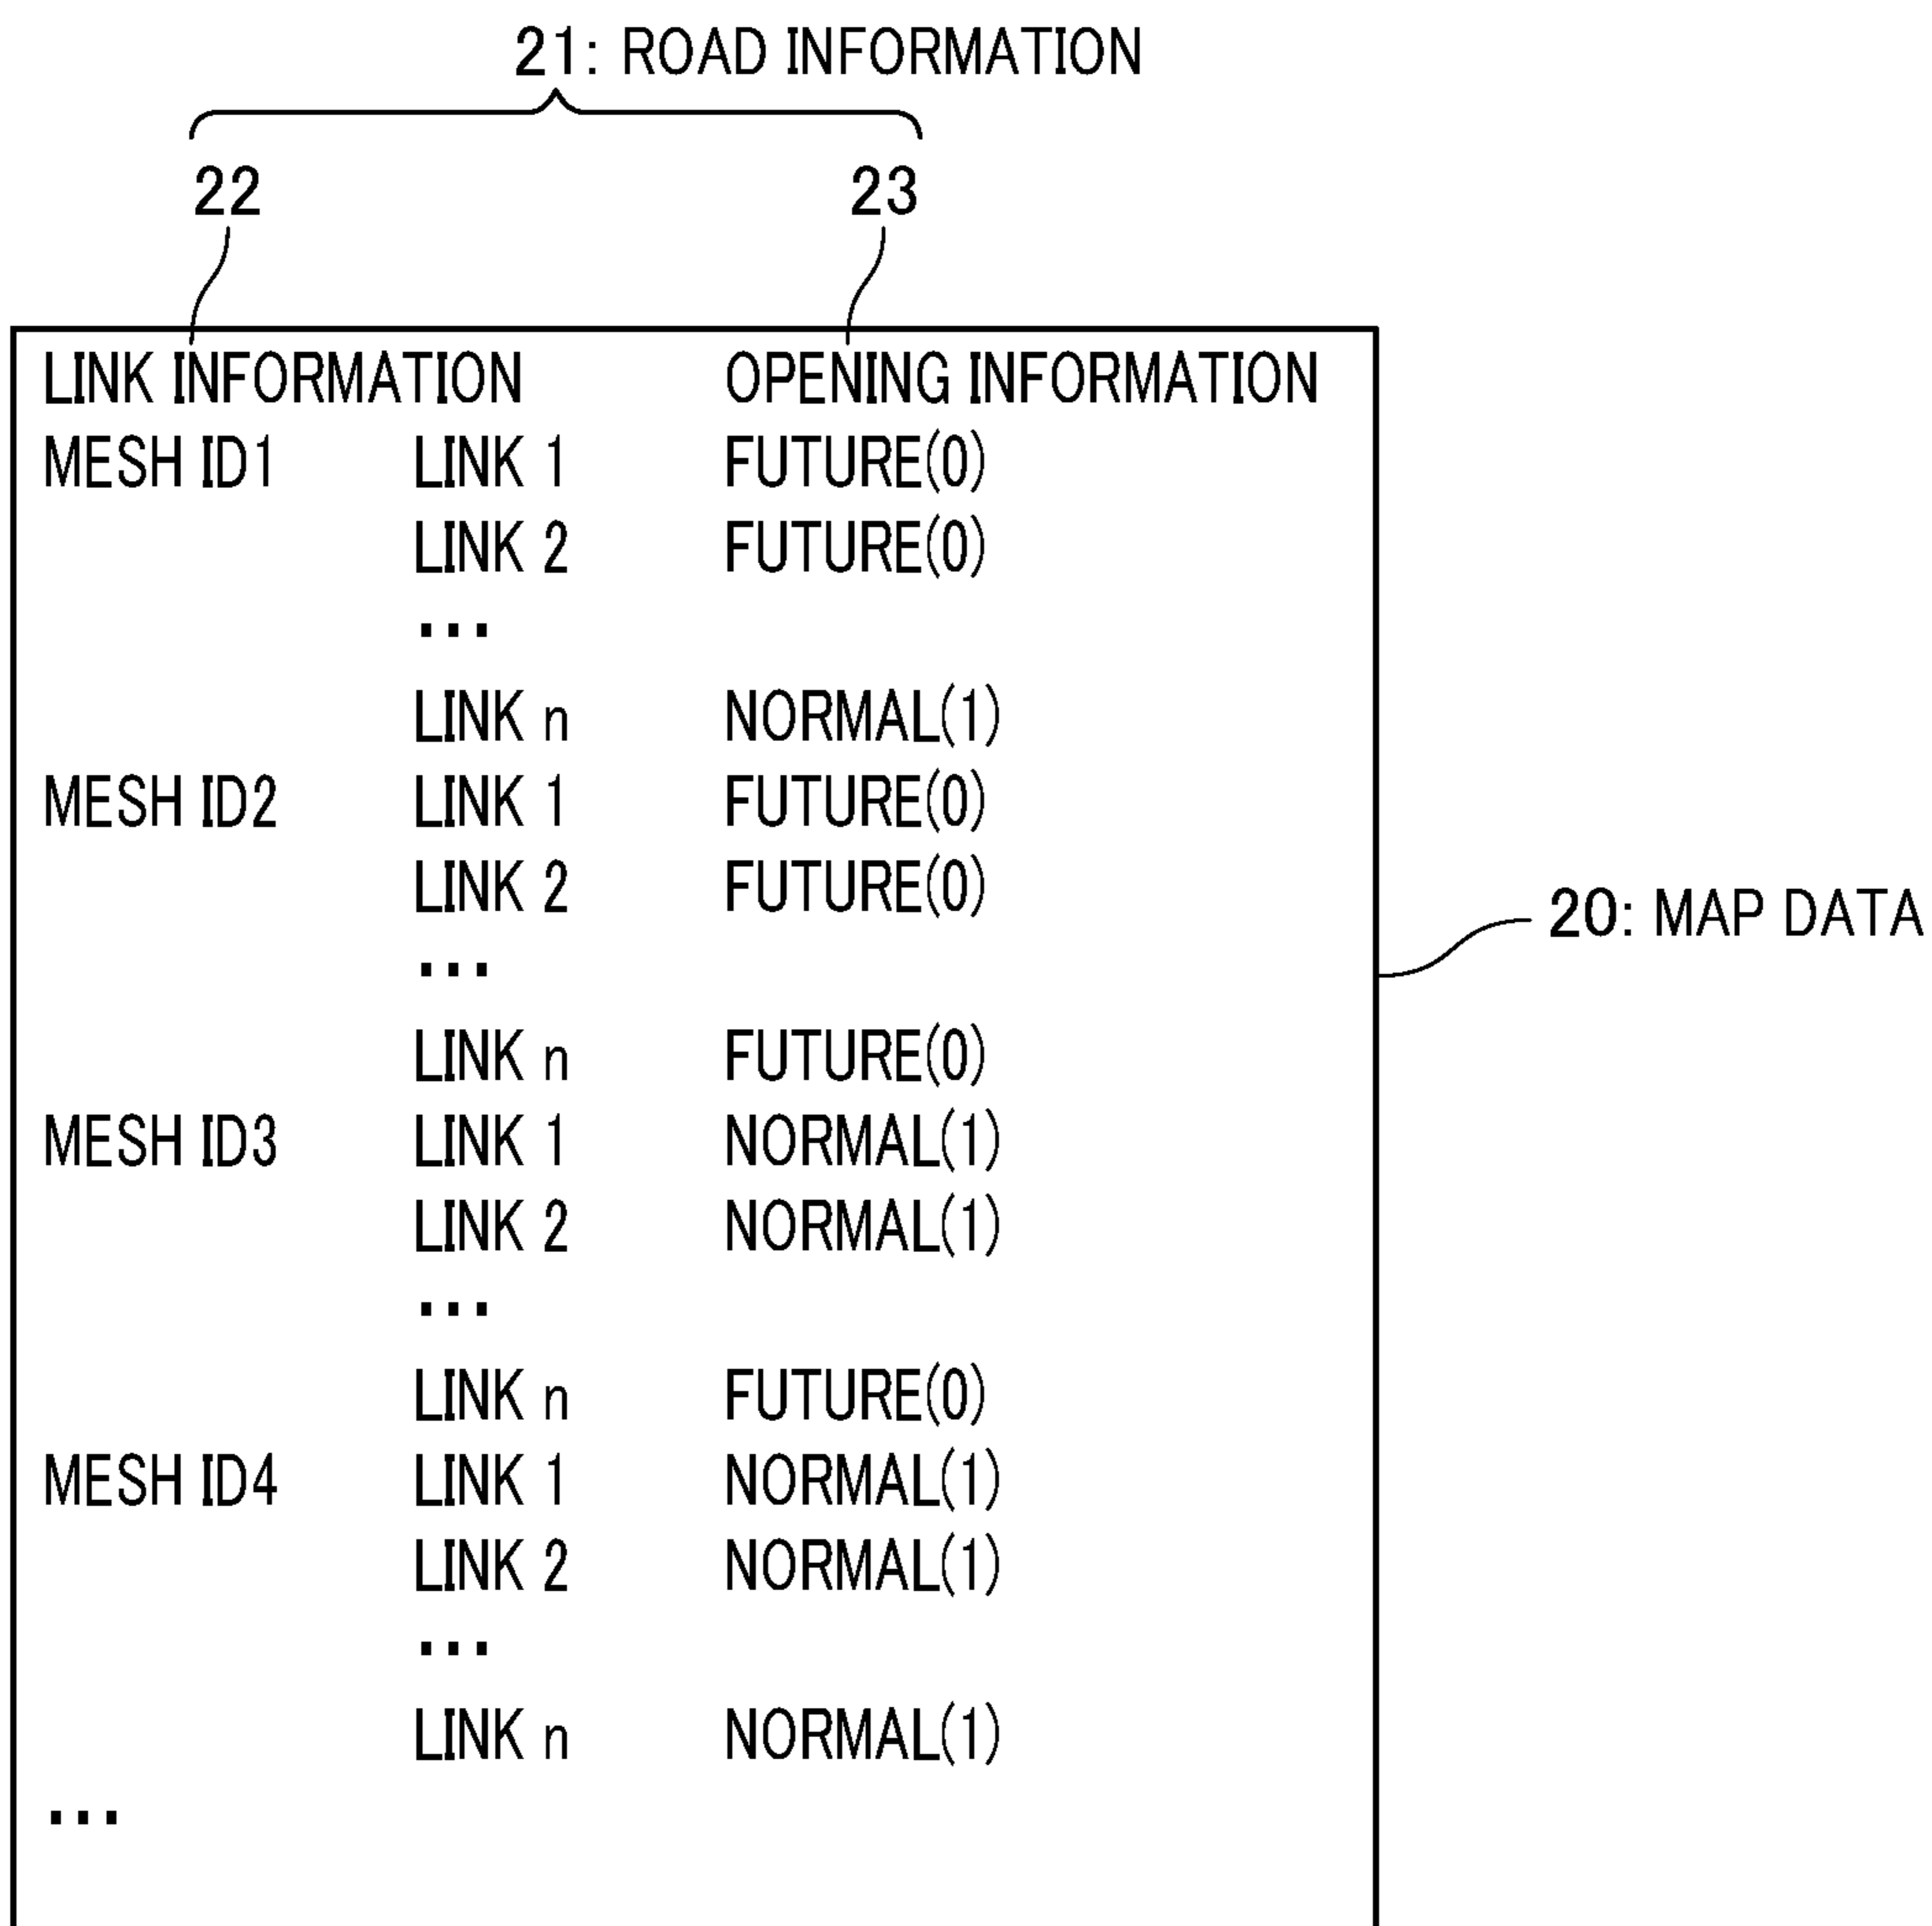 21: ROAD INFORMATION
22 23
LINK INFORMATION OPENING INFORMATION
MESH ID1 LINK 1 FUTURE(0)
LINK 2 FUTURE(0)
...
LINK n NORMAL(1)
MESH ID2 LINK 1 FUTURE(0)
LINK 2 FUTURE(0)
...
LINK n FUTURE(0)
MESH ID3 LINK 1 NORMAL(1)
LINK 2 NORMAL(1)
...
LINK n FUTURE(0)
MESH ID4 LINK 1 NORMAL(1)
LINK 2 NORMAL(1)
...
LINK n NORMAL(1)
...
20: MAP DATA